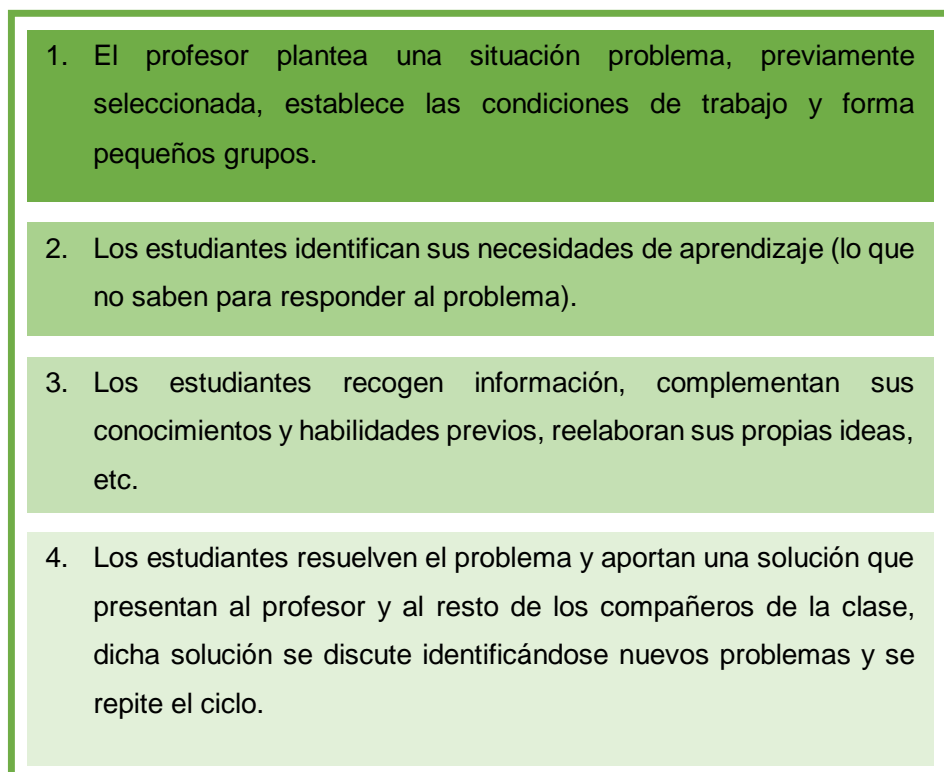 1. El profesor plantea una situación problema, previamente
seleccionada, establece las condiciones de trabajo y forma
pequeños grupos.
2. Los estudiantes identifican sus necesidades de aprendizaje (lo que
no saben para responder al problema).
3. Los estudiantes recogen información, complementan sus
conocimientos y habilidades previos, reelaboran sus propias ideas,
etc.
4. Los estudiantes resuelven el problema y aportan una solución que
presentan al profesor y al resto de los compañeros de la clase,
dicha solución se discute identificándose nuevos problemas y se
repite el ciclo.